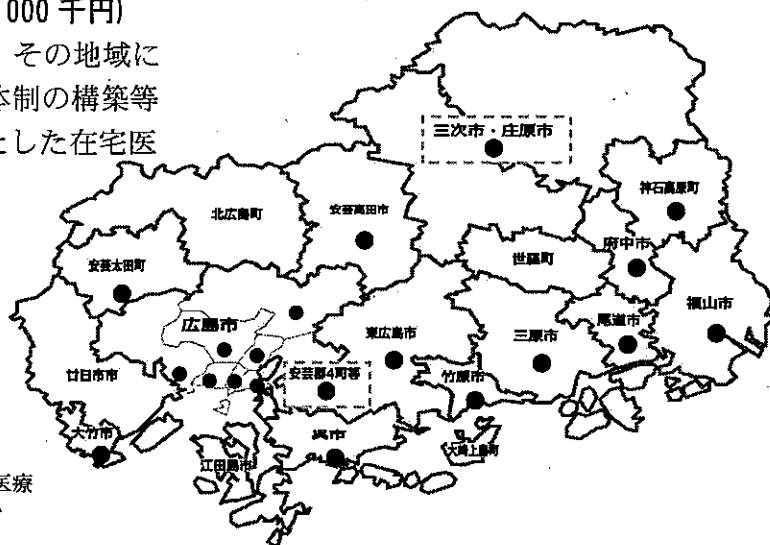 000 千円)
その地域に
体制の構築等
とした在宅医
三次市・庄原市
神石高原町
北広島町
安芸高田市
府中市
世羅町
安芸太田町
福山市
広島市
尾道市
東広島市
三原市
廿日市市
安芸郡4町等
竹原市
大竹市
呉市
大崎上島町
江田島市
医療